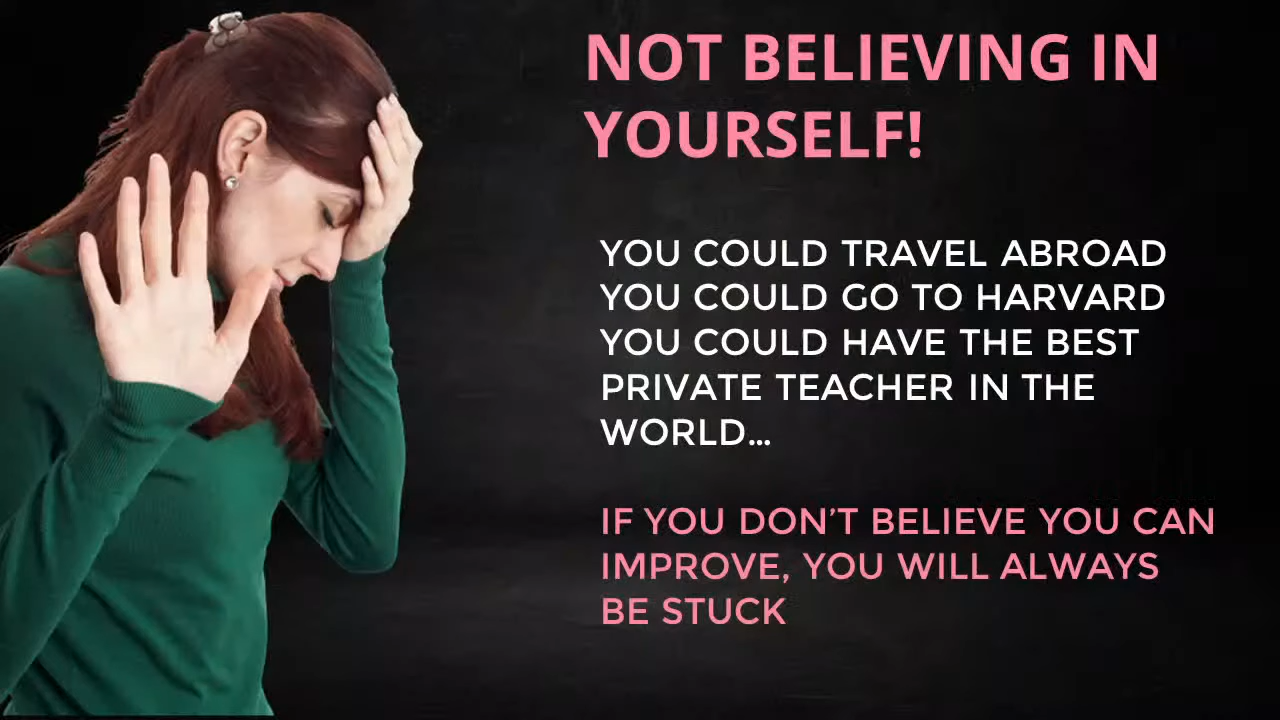 NOT BELIEVING IN
YOURSELF!
YOU COULD TRAVEL ABROAD
YOU COULD GO TO HARVARD
YOU COULD HAVE THE BEST
PRIVATE TEACHER IN THE
WORLD…
IF YOU DON’T BELIEVE YOU CAN
IMPROVE, YOU WILL ALWAYS
BE STUCK